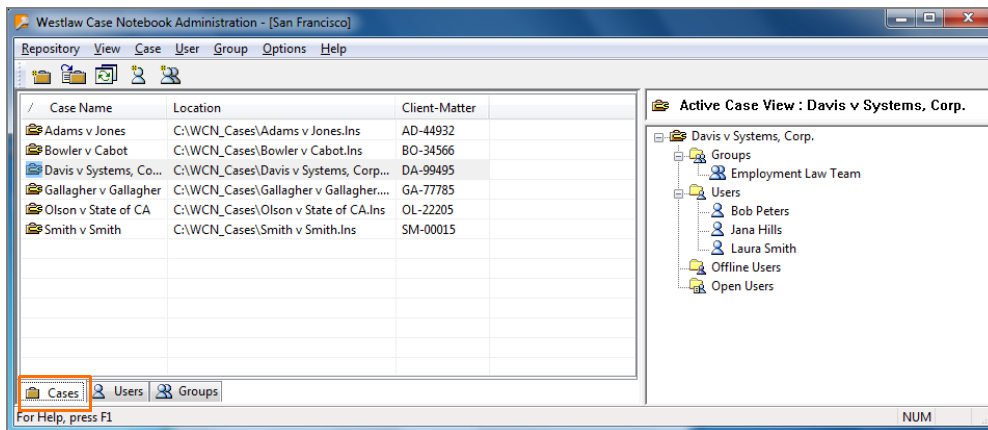 Westlaw Case Notebook Administration - [San Francisco]
Repository View Case User Group Options Help
/ Case Name Location Client-Matter
Adams v Jones C:\WCN_Cases\Adams v Jones.lns AD-44932
Bowler v Cabot C:\WCN_Cases\Bowler v Cabot.lns BO-34566
Davis v Systems, Co... C:\WCN_Cases\Davis v Systems, Corp... DA-99495
Gallagher v Gallagher C:\WCN_Cases\Gallagher v Gallagher.... GA-77785
Olson v State of CA C:\WCN_Cases\Olson v State of CA.lns OL-22205
Smith v Smith C:\WCN_Cases\Smith v Smith.lns SM-00015
Cases Users Groups
Active Case View : Davis v Systems, Corp.
Davis v Systems, Corp.
Groups
Employment Law Team
Users
Bob Peters
Jana Hills
Laura Smith
Offline Users
Open Users
For Help, press F1 NUM